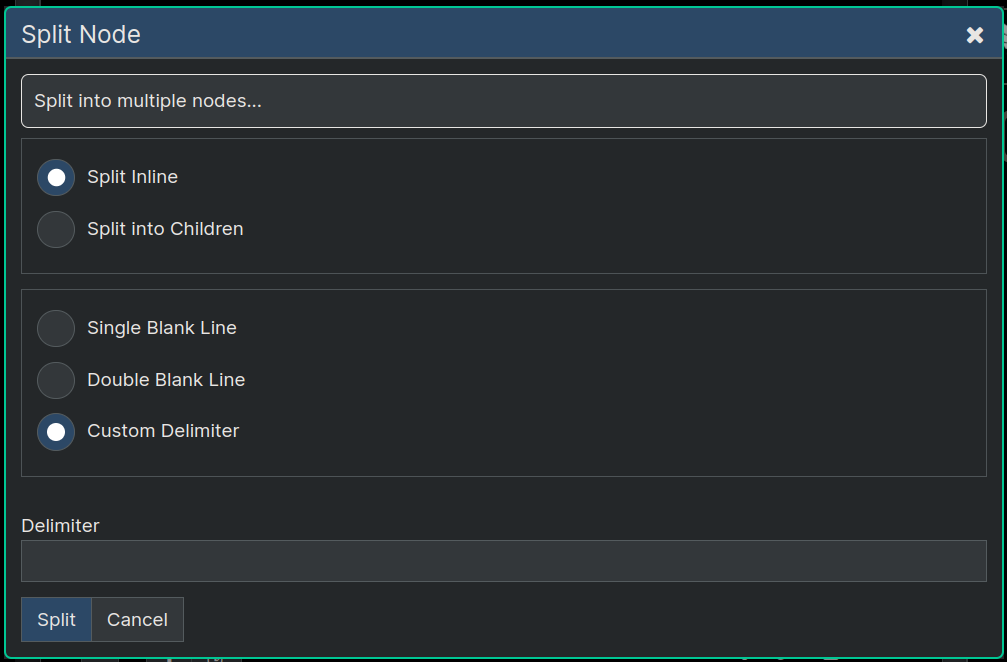 Split Node
Split into multiple nodes...
Split Inline
Split into Children
Single Blank Line
Double Blank Line
Custom Delimiter
Delimiter
Split
Cancel